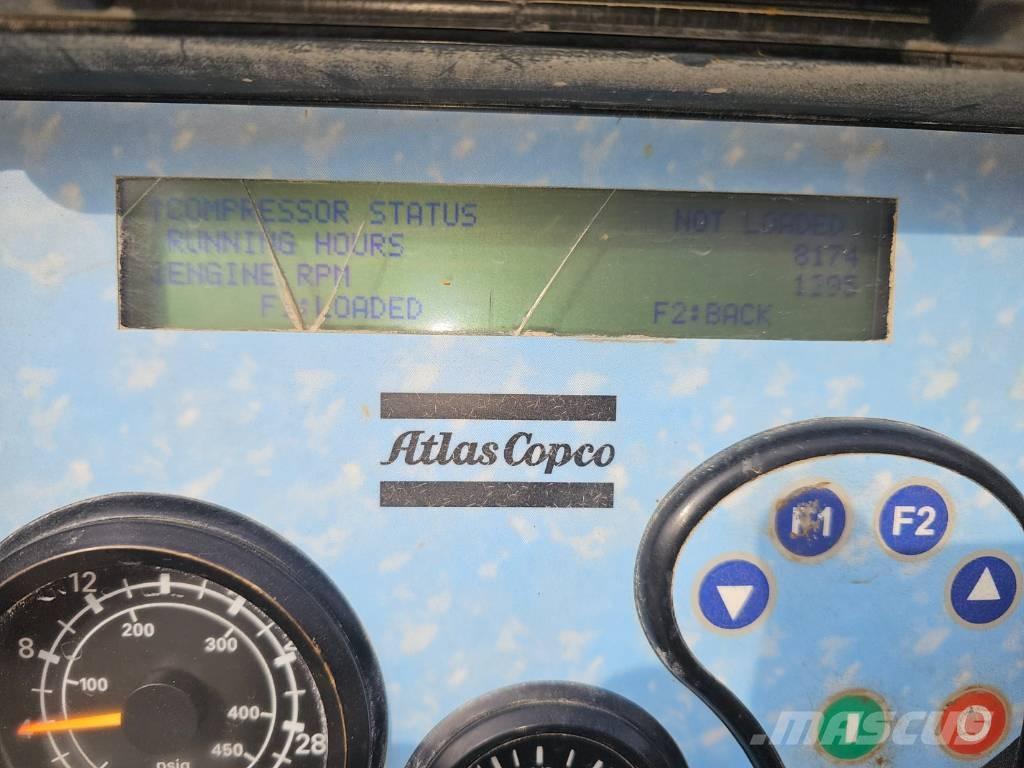 ↑COMPRESSOR STATUS NOT LOADED
RUNNING HOURS 8174
↓ENGINE RPM 1395
F1:LOADED F2:BACK
Atlas Copco
F1 F2
12
200 300
8
100
400
28
450
psig
MASCUS